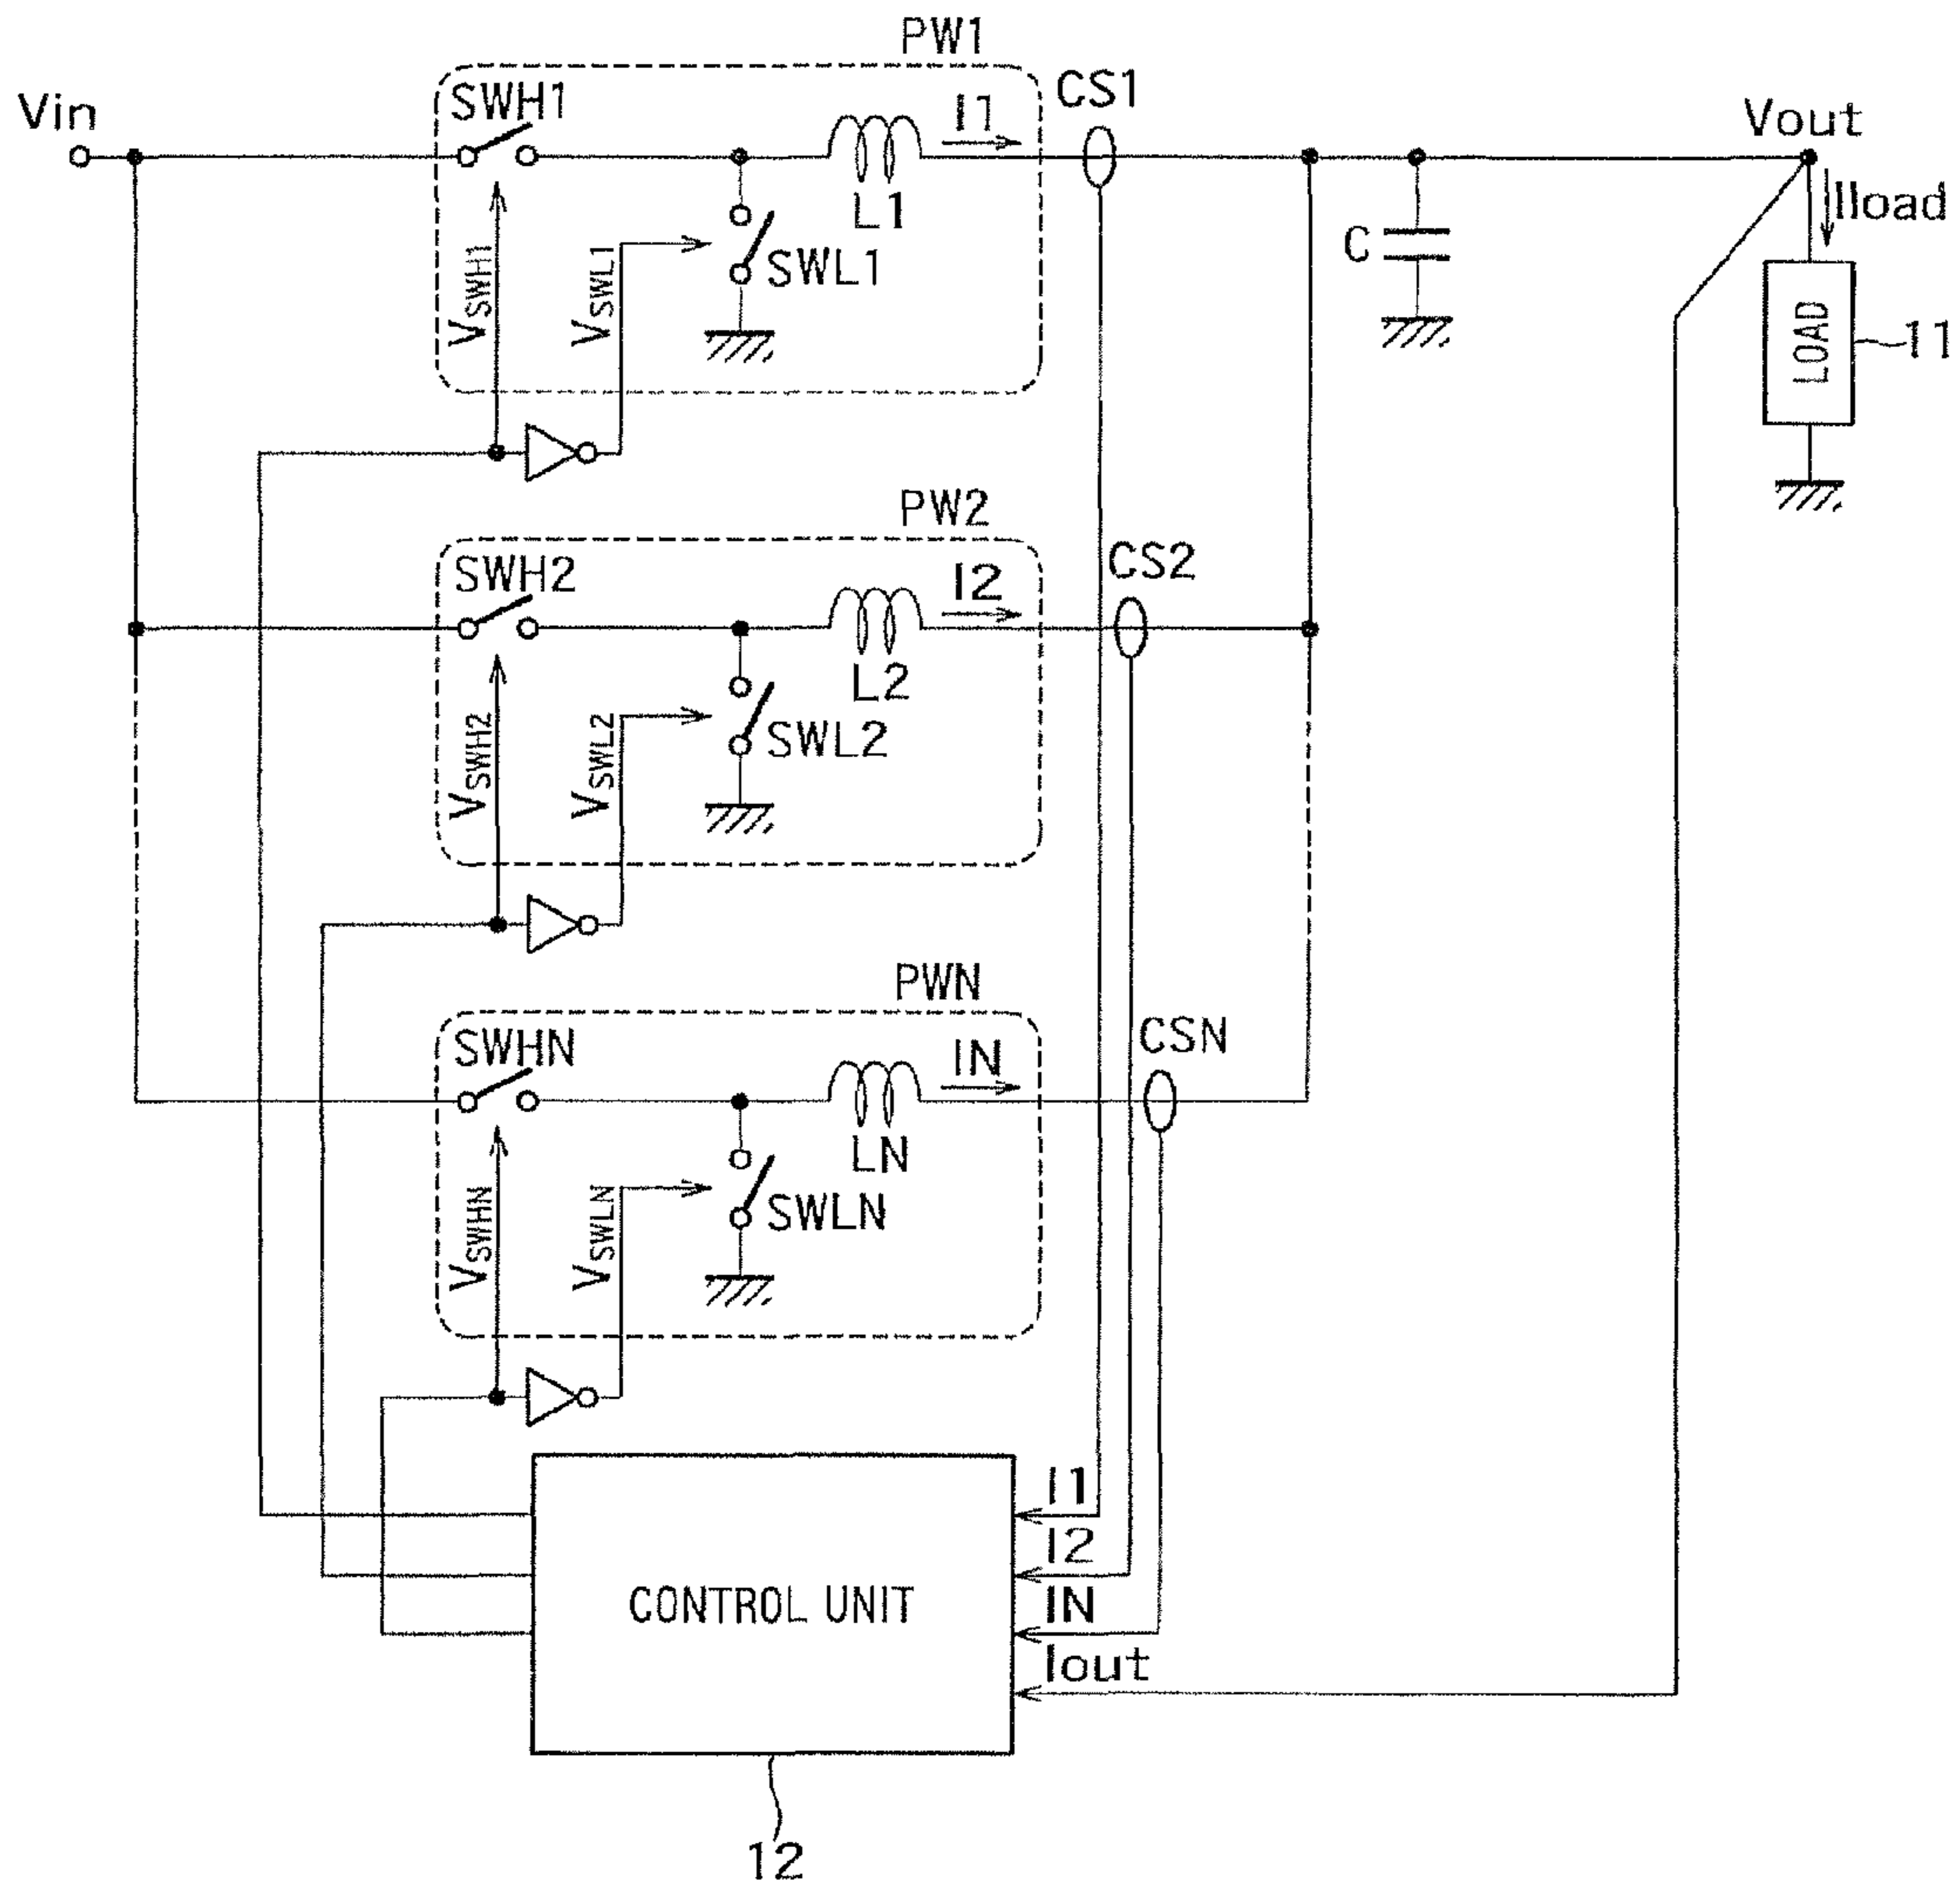 PW1
Vin
SWH1
I1
CS1
Vout
L1
Iload
SWL1
C
VSWH1
VSWL1
LOAD
11
PW2
SWH2
I2
CS2
L2
SWL2
VSWH2
VSWL2
PWN
SWHN
IN
CSN
LN
SWLN
VSWHN
VSWLN
I1
I2
IN
Iout
CONTROL UNIT
12